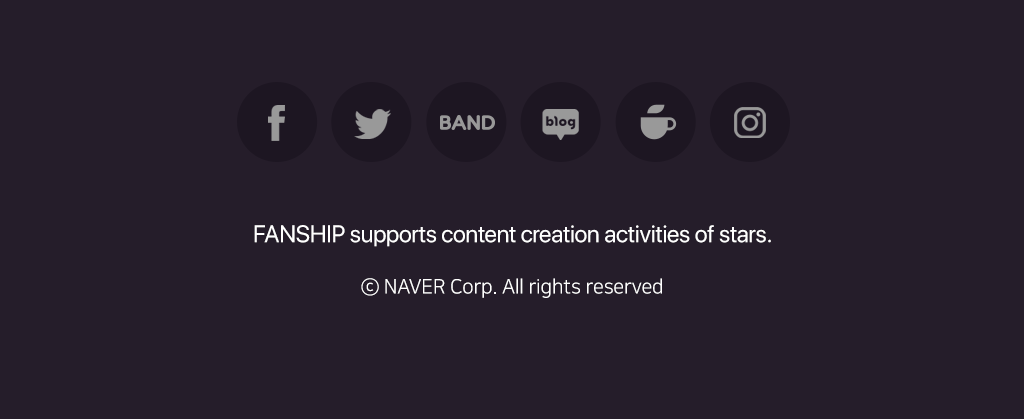 BAND blog
FANSHIP supports content creation activities of stars.
ⓒ NAVER Corp. All rights reserved